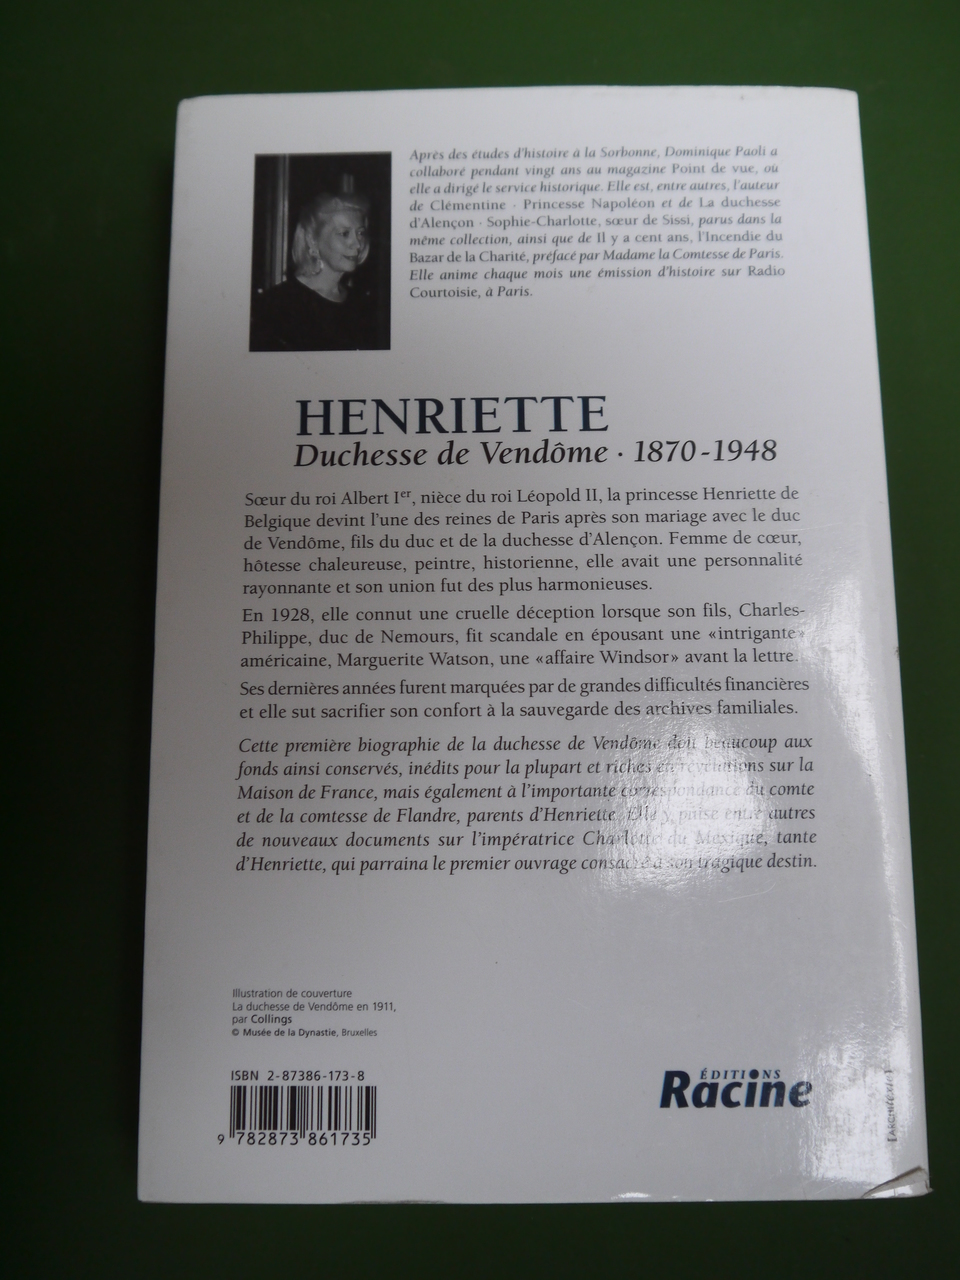 Après des études d'histoire à la Sorbonne, Dominique Paoli a
collaboré pendant vingt ans au magazine Point de vue, où
elle a dirigé le service historique. Elle est, entre autres, l'auteur
de Clémentine · Princesse Napoléon et de La duchesse
d'Alençon · Sophie-Charlotte, sœur de Sissi, parus dans la
même collection, ainsi que de Il y a cent ans, l'Incendie du
Bazar de la Charité, préfacé par Madame la Comtesse de Paris.
Elle anime chaque mois une émission d'histoire sur Radio
Courtoisie, à Paris.
HENRIETTE
Duchesse de Vendôme · 1870-1948
Sœur du roi Albert Ier, nièce du roi Léopold II, la princesse Henriette de
Belgique devint l'une des reines de Paris après son mariage avec le duc
de Vendôme, fils du duc et de la duchesse d'Alençon. Femme de cœur,
hôtesse chaleureuse, peintre, historienne, elle avait une personnalité
rayonnante et son union fut des plus harmonieuses.
En 1928, elle connut une cruelle déception lorsque son fils, Charles-
Philippe, duc de Nemours, fit scandale en épousant une «intrigante»
américaine, Marguerite Watson, une «affaire Windsor» avant la lettre.
Ses dernières années furent marquées par de grandes difficultés financières
et elle sut sacrifier son confort à la sauvegarde des archives familiales.
Cette première biographie de la duchesse de Vendôme doit beaucoup aux
fonds ainsi conservés, inédits pour la plupart et riches en révélations sur la
Maison de France, mais également à l'importante correspondance du comte
et de la comtesse de Flandre, parents d'Henriette. Elle y puise entre autres
de nouveaux documents sur l'impératrice Charlotte du Mexique, tante
d'Henriette, qui parraina le premier ouvrage consacré à son tragique destin.
Illustration de couverture
La duchesse de Vendôme en 1911,
par Collings
© Musée de la Dynastie, Bruxelles
ISBN 2-87386-173-8
9 782873 861735
ÉDITIONS
Racine
[ARCHITEXTE]